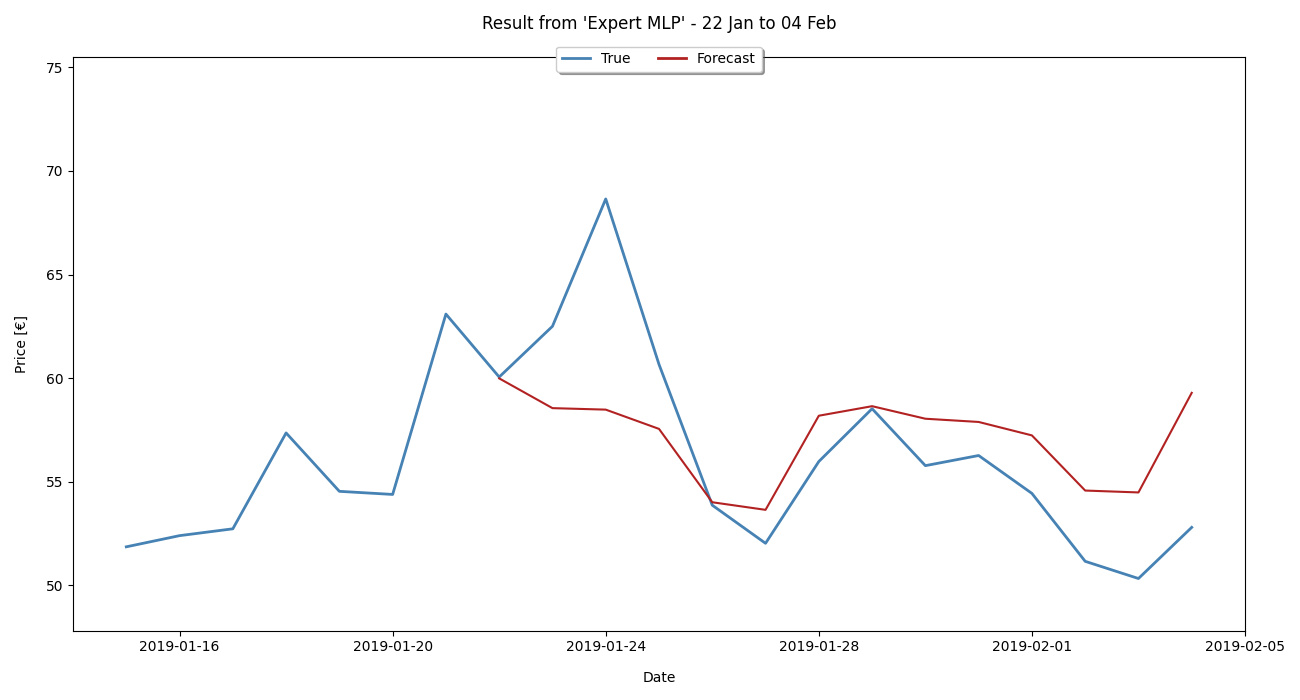 Result from 'Expert MLP' - 22 Jan to 04 Feb
True Forecast
75
70
65
60
55
50
Price [€]
2019-01-16 2019-01-20 2019-01-24 2019-01-28 2019-02-01 2019-02-05
Date